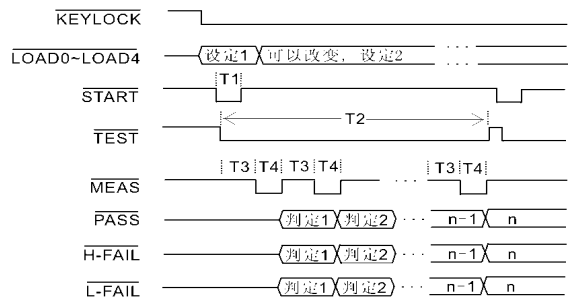 KEYLOCK
LOAD0~LOAD4 设定1 可以改变，设定2 ...
T1
START
T2
TEST
T3 T4 T3 T4 T3 T4
MEAS ...
PASS 判定1 判定2 ... n-1 n
H-FAIL 判定1 判定2 ... n-1 n
L-FAIL 判定1 判定2 ... n-1 n